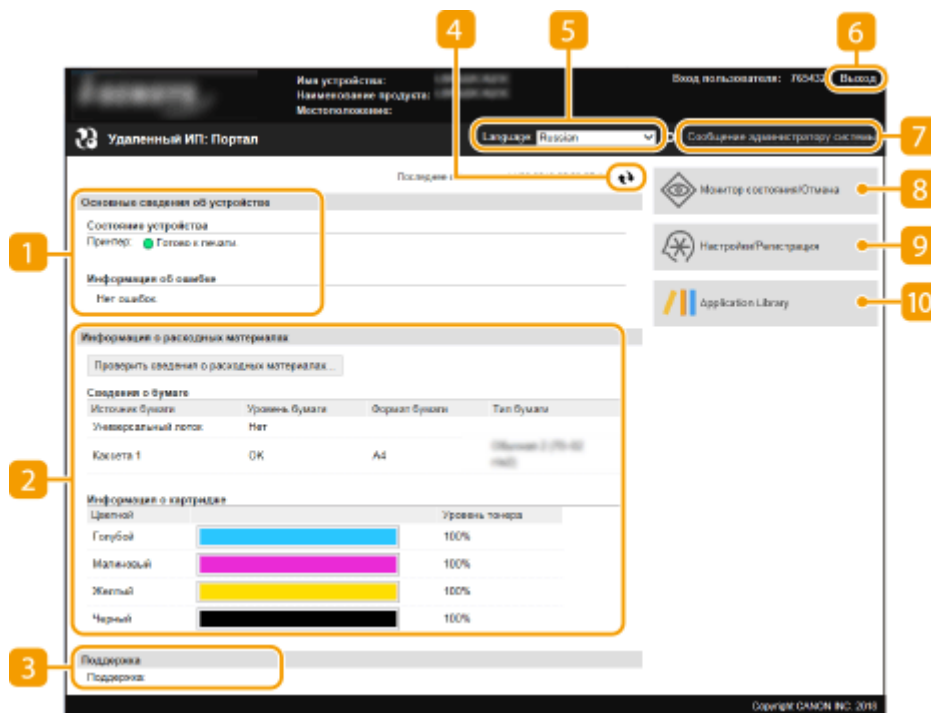 4
5
6
Имя устройства:
Наименование продукта:
Местоположение:
Вход пользователя: 765432 Выход
Удаленный ИП: Портал
Language Russian
Сообщение администратору системы
7
Последнее
Основные сведения об устройстве
Монитор состояния/Отмена
8
Состояние устройства
1
Принтер: Готово к печати.
Настройки/Регистрация
9
Информация об ошибке
Нет ошибок.
Application Library
10
Информация о расходных материалах
Проверить сведения о расходных материалах...
Сведения о бумаге
Источник бумаги Уровень бумаги Формат бумаги Тип бумаги
Универсальный лоток Нет
Кассета 1 OK A4
2
Информация о картридже
Цветной Уровень тонера
Голубой 100%
Малиновый 100%
Желтый 100%
Черный 100%
3
Поддержка
Поддержка:
Copyright CANON INC. 2018